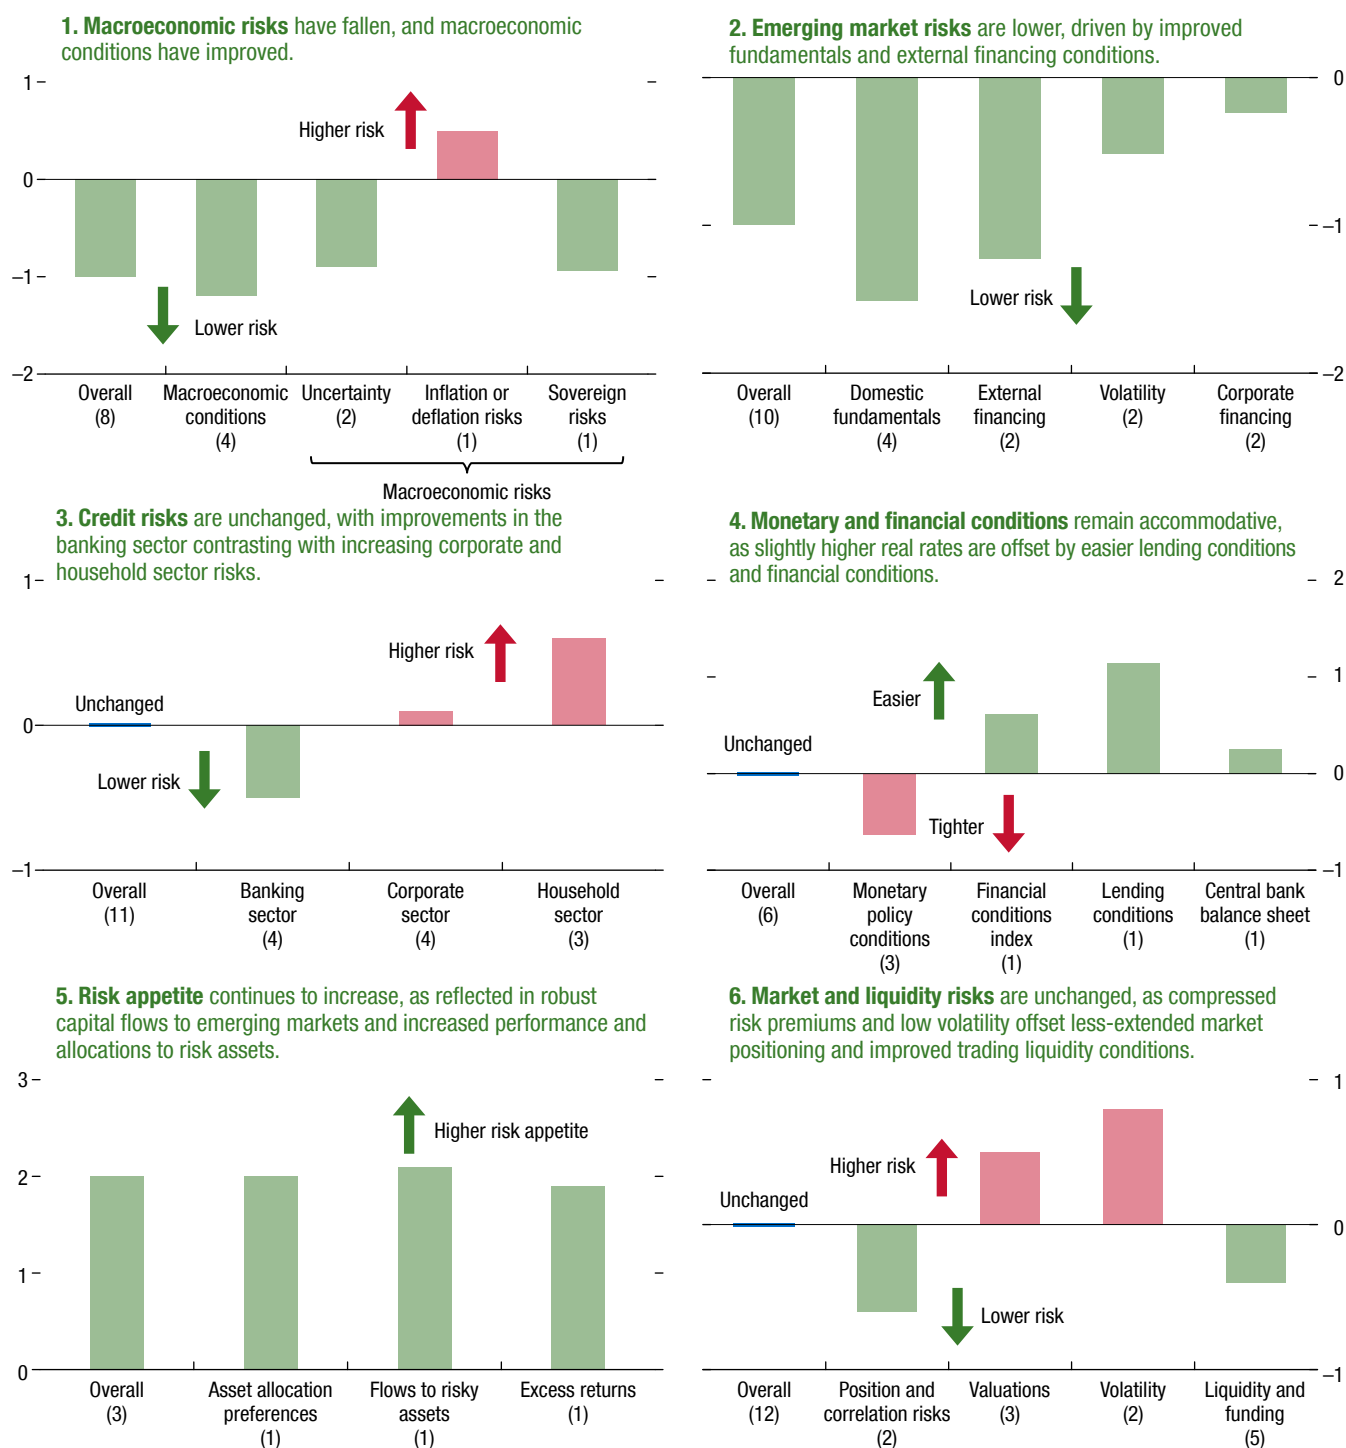 1. Macroeconomic risks have fallen, and macroeconomic
conditions have improved.
1
0
–1
–2
Higher risk
Lower risk
Overall
(8)
Macroeconomic
conditions
(4)
Uncertainty
(2)
Inflation or
deflation risks
(1)
Sovereign
risks
(1)
Macroeconomic risks
2. Emerging market risks are lower, driven by improved
fundamentals and external financing conditions.
0
–1
–2
Lower risk
Overall
(10)
Domestic
fundamentals
(4)
External
financing
(2)
Volatility
(2)
Corporate
financing
(2)
3. Credit risks are unchanged, with improvements in the
banking sector contrasting with increasing corporate and
household sector risks.
1
0
–1
Unchanged
Higher risk
Lower risk
Overall
(11)
Banking
sector
(4)
Corporate
sector
(4)
Household
sector
(3)
4. Monetary and financial conditions remain accommodative,
as slightly higher real rates are offset by easier lending conditions
and financial conditions.
2
1
0
–1
Easier
Unchanged
Tighter
Overall
(6)
Monetary
policy
conditions
(3)
Financial
conditions
index
(1)
Lending
conditions
(1)
Central bank
balance sheet
(1)
5. Risk appetite continues to increase, as reflected in robust
capital flows to emerging markets and increased performance and
allocations to risk assets.
3
2
1
0
Higher risk appetite
Overall
(3)
Asset allocation
preferences
(1)
Flows to risky
assets
(1)
Excess returns
(1)
6. Market and liquidity risks are unchanged, as compressed
risk premiums and low volatility offset less-extended market
positioning and improved trading liquidity conditions.
1
0
–1
Higher risk
Unchanged
Lower risk
Overall
(12)
Position and
correlation risks
(2)
Valuations
(3)
Volatility
(2)
Liquidity and
funding
(5)